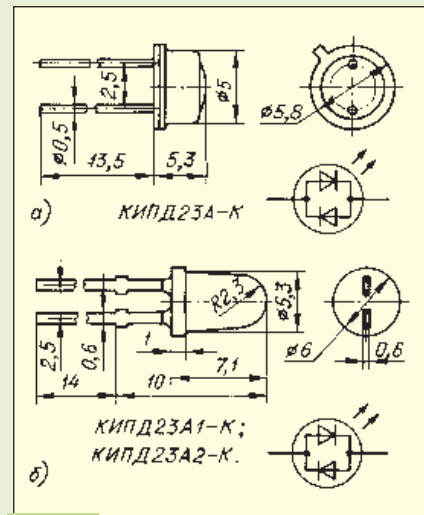 2,5
ø5
ø0,5
ø5,8
13,5
5,3
а)
КИПД23А-К
R2,3
ø5,3
2,5
0,6
1
7,1
ø6
0,6
14
10
КИПД23А1-К;
КИПД23А2-К.
б)